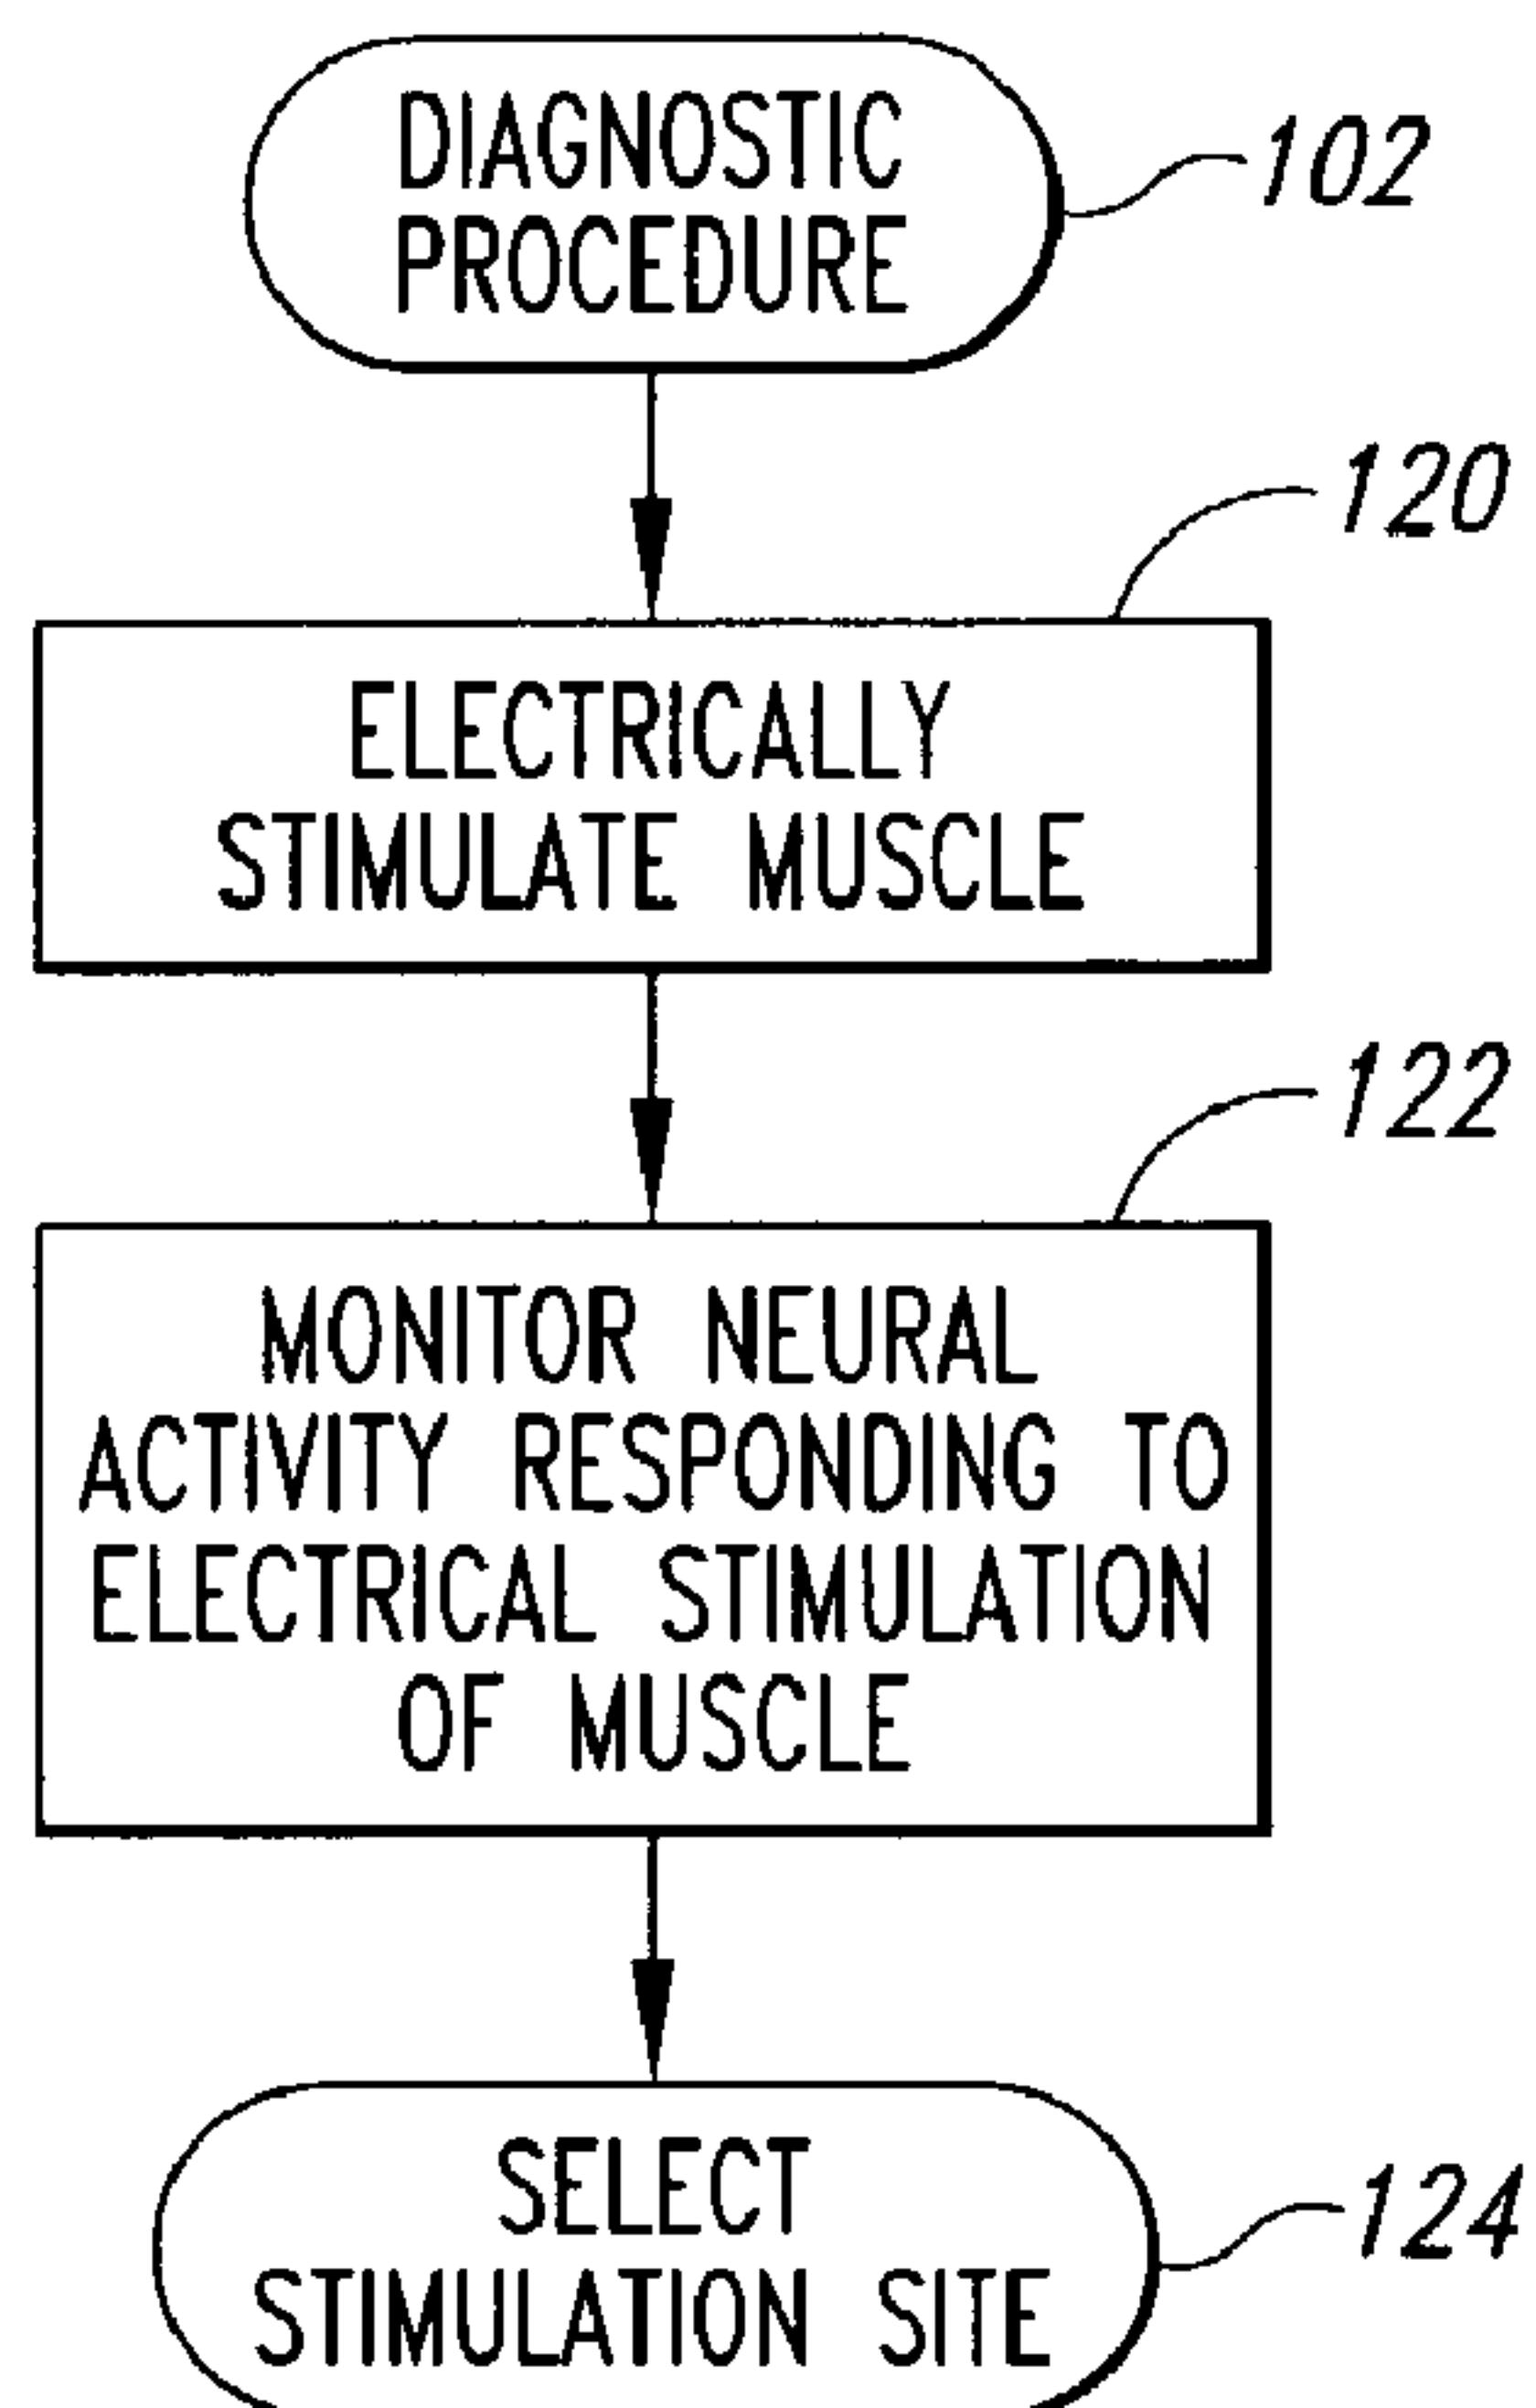 DIAGNOSTIC
PROCEDURE
102
120
ELECTRICALLY
STIMULATE MUSCLE
122
MONITOR NEURAL
ACTIVITY RESPONDING TO
ELECTRICAL STIMULATION
OF MUSCLE
SELECT
STIMULATION SITE
124